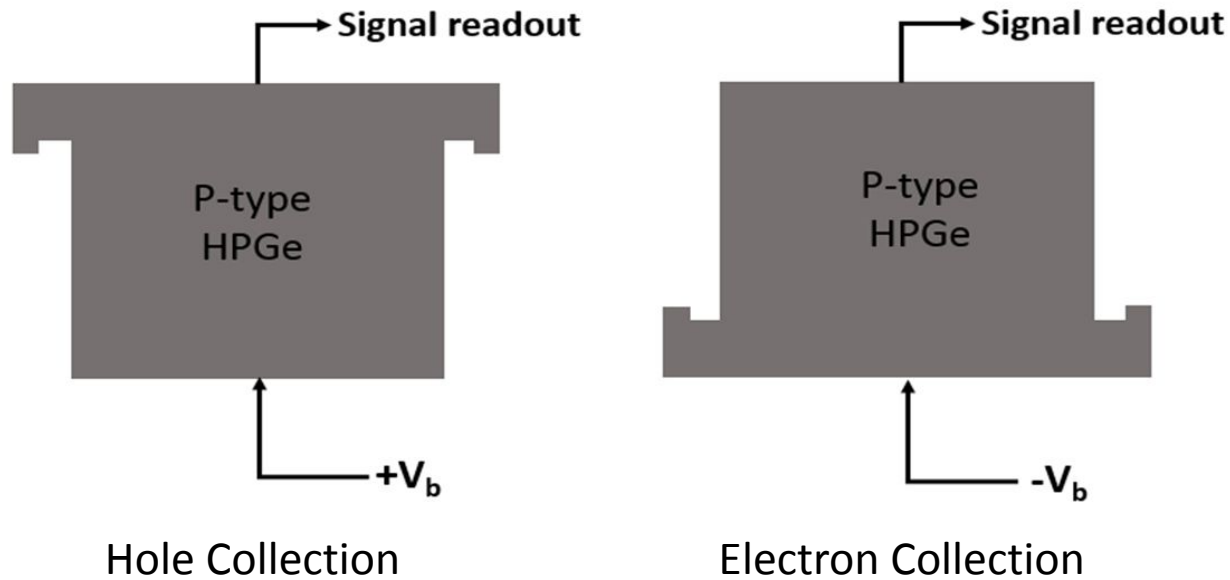 Signal readout
Signal readout
P-type
HPGe
P-type
HPGe
+Vb
-Vb
Hole Collection
Electron Collection